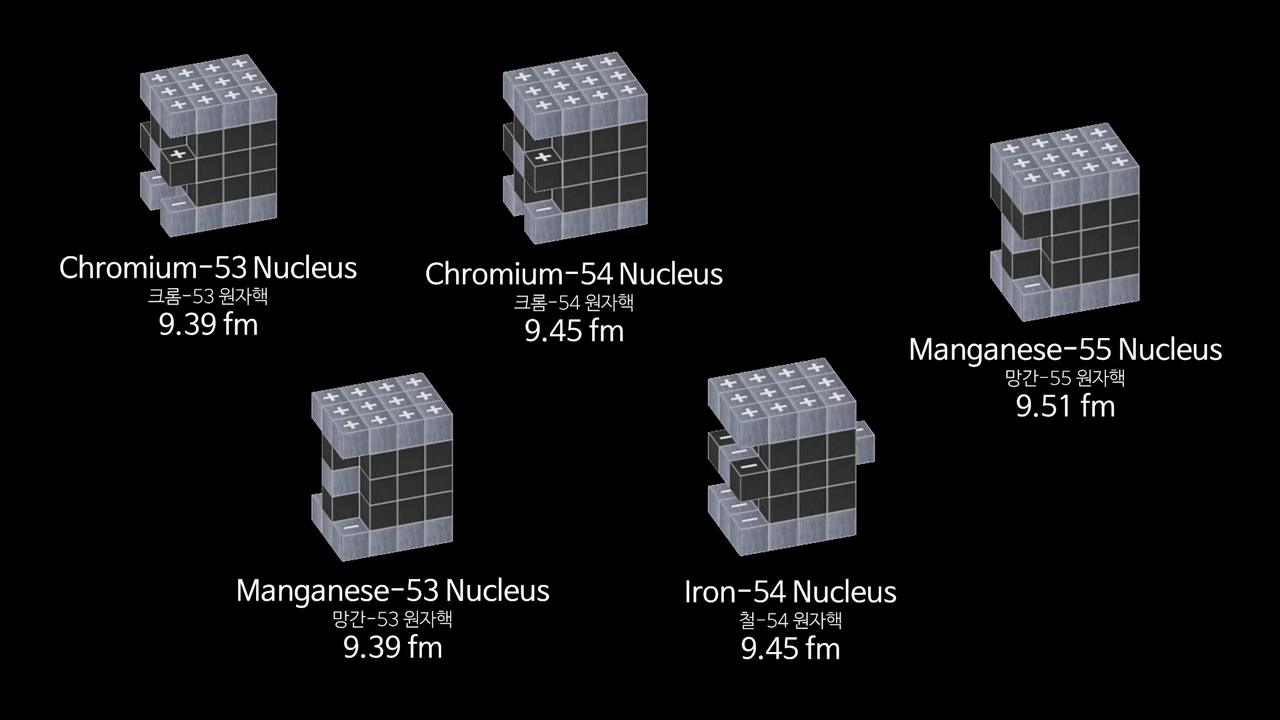 Chromium-53 Nucleus
크롬-53 원자핵
9.39 fm
Chromium-54 Nucleus
크롬-54 원자핵
9.45 fm
Manganese-55 Nucleus
망간-55 원자핵
9.51 fm
Manganese-53 Nucleus
망간-53 원자핵
9.39 fm
Iron-54 Nucleus
철-54 원자핵
9.45 fm